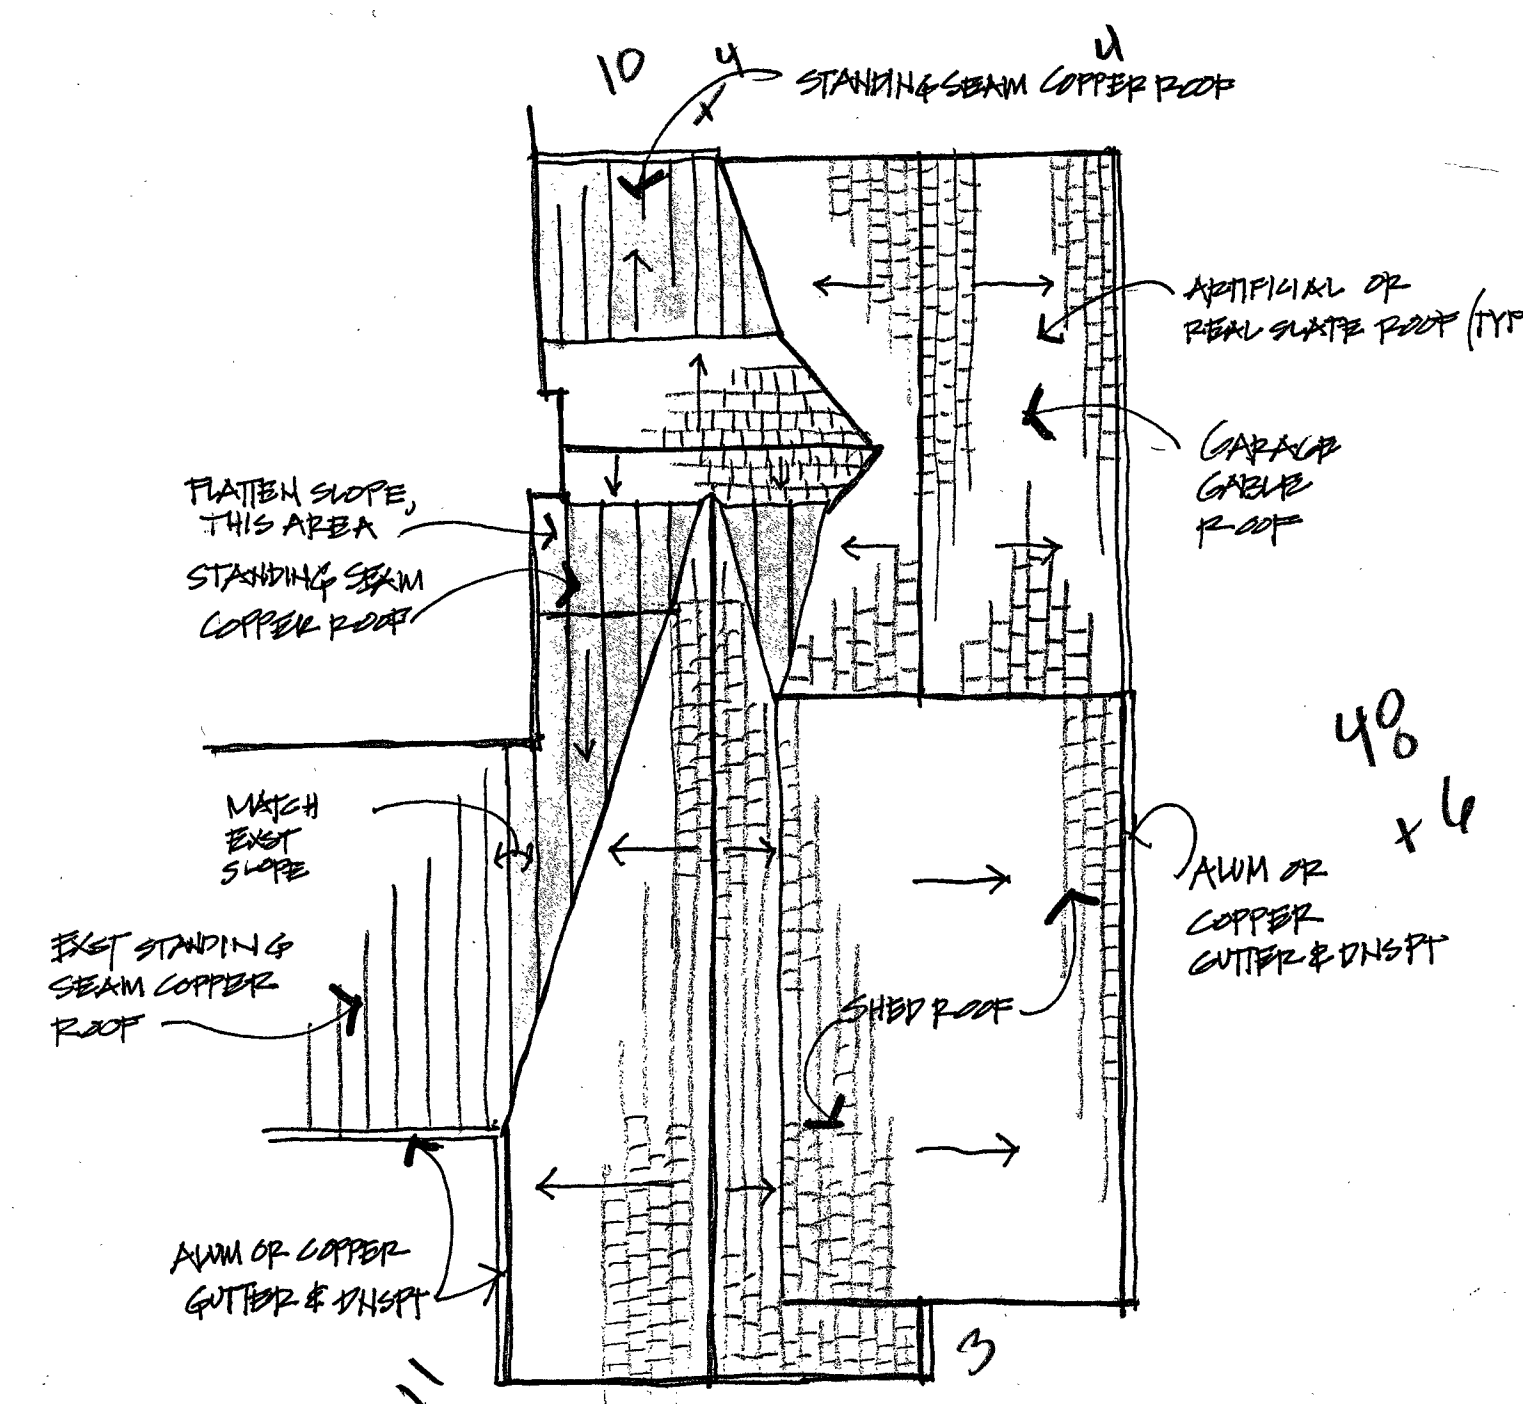 10
4
x
4
STANDING SEAM COPPER ROOF
ARTIFICIAL OR
REAL SLATE ROOF (TYP
GARAGE
GABLE
ROOF
FLATTEN SLOPE,
THIS AREA
STANDING SEAM
COPPER ROOF
MATCH
EXST
SLOPE
EXST STANDING
SEAM COPPER
ROOF
48
x 6
ALUM OR
COPPER
GUTTER & DNSPT
SHED ROOF
ALUM OR COPPER
GUTTER & DNSPT
3
11